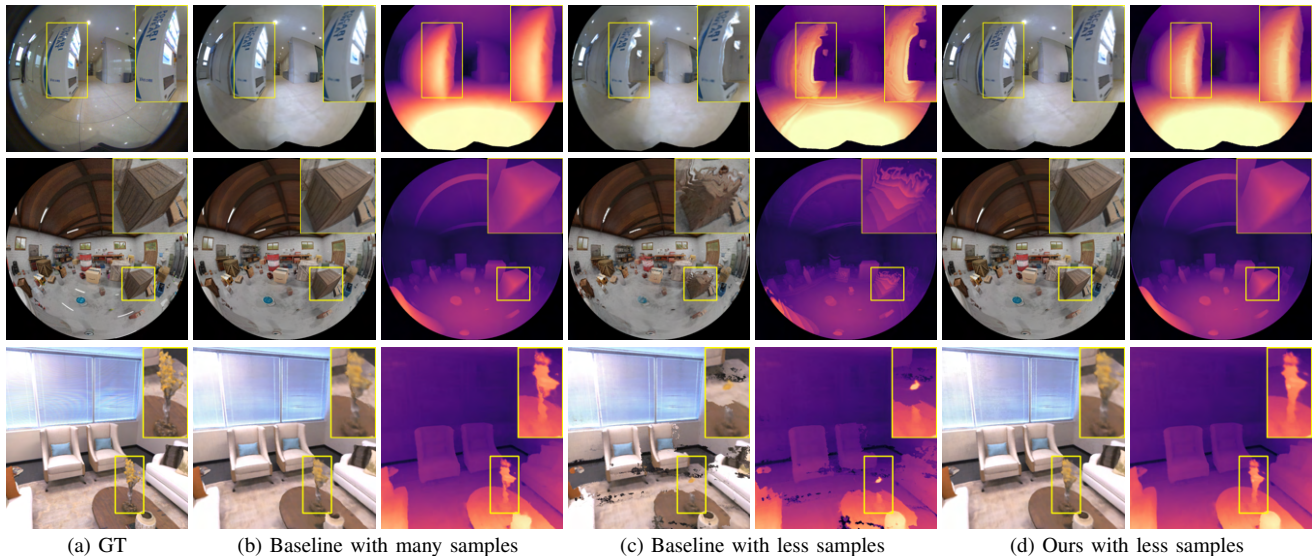 (a) GT
(b) Baseline with many samples
(c) Baseline with less samples
(d) Ours with less samples